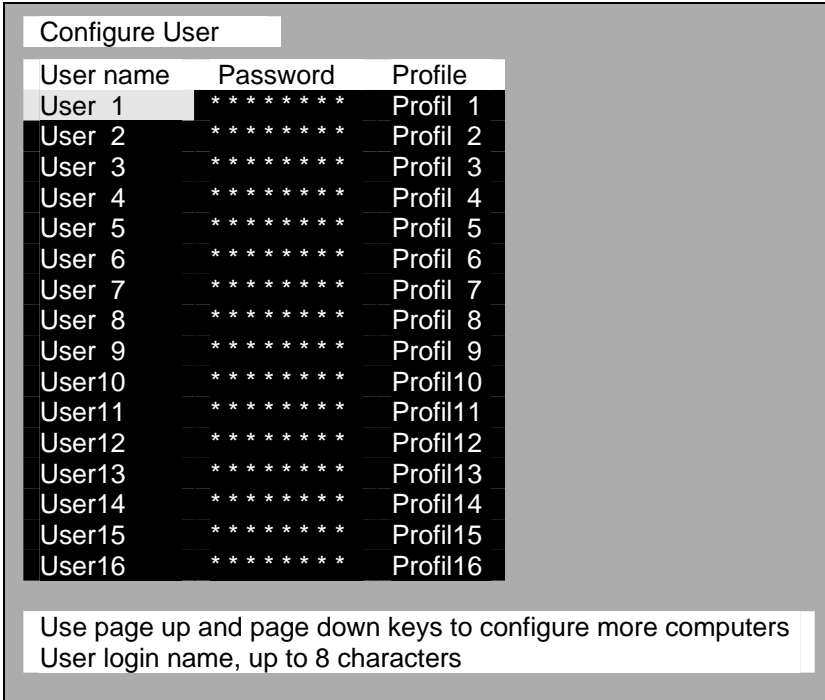 Configure User
User name Password Profile
User 1 * * * * * * * * Profil 1
User 2 * * * * * * * * Profil 2
User 3 * * * * * * * * Profil 3
User 4 * * * * * * * * Profil 4
User 5 * * * * * * * * Profil 5
User 6 * * * * * * * * Profil 6
User 7 * * * * * * * * Profil 7
User 8 * * * * * * * * Profil 8
User 9 * * * * * * * * Profil 9
User10 * * * * * * * * Profil10
User11 * * * * * * * * Profil11
User12 * * * * * * * * Profil12
User13 * * * * * * * * Profil13
User14 * * * * * * * * Profil14
User15 * * * * * * * * Profil15
User16 * * * * * * * * Profil16
Use page up and page down keys to configure more computers
User login name, up to 8 characters